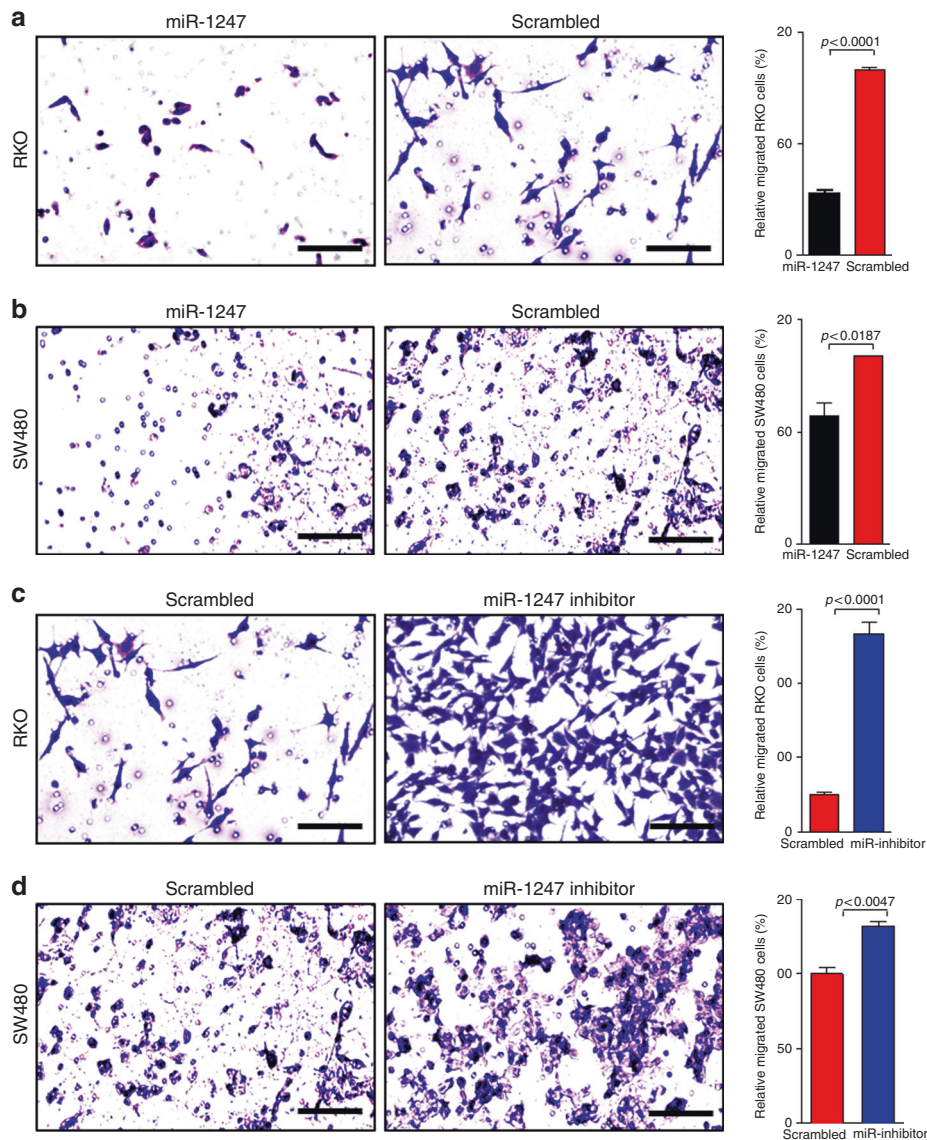 a
miR-1247
Scrambled
RKO
Relative migrated RKO cells (%)
20
60
0
p<0.0001
miR-1247 Scrambled
b
miR-1247
Scrambled
SW480
Relative migrated SW480 cells (%)
20
60
0
p<0.0187
miR-1247 Scrambled
c
Scrambled
miR-1247 inhibitor
RKO
Relative migrated RKO cells (%)
20
00
00
0
p<0.0001
Scrambled miR-inhibitor
d
Scrambled
miR-1247 inhibitor
SW480
Relative migrated SW480 cells (%)
20
00
50
0
p<0.0047
Scrambled miR-inhibitor